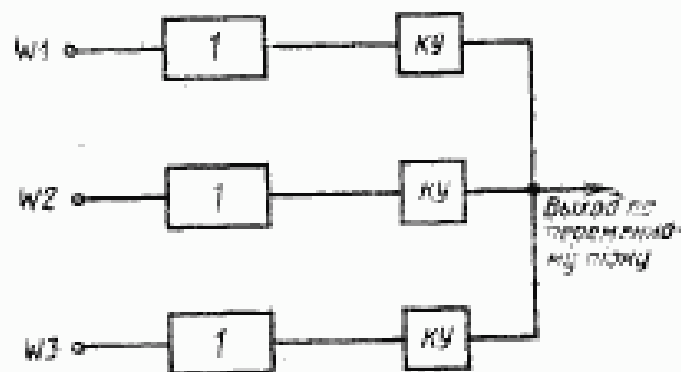 W1 1 КУ
W2 1 КУ
Выход по
переменно-
му току
W3 1 КУ